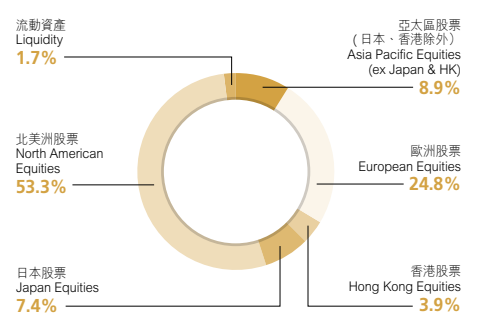 流動資產
Liquidity
1.7%
亞太區股票
(日本、香港除外)
Asia Pacific Equities
(ex Japan & HK)
8.9%
北美洲股票
North American
Equities
53.3%
歐洲股票
European Equities
24.8%
日本股票
Japan Equities
7.4%
香港股票
Hong Kong Equities
3.9%